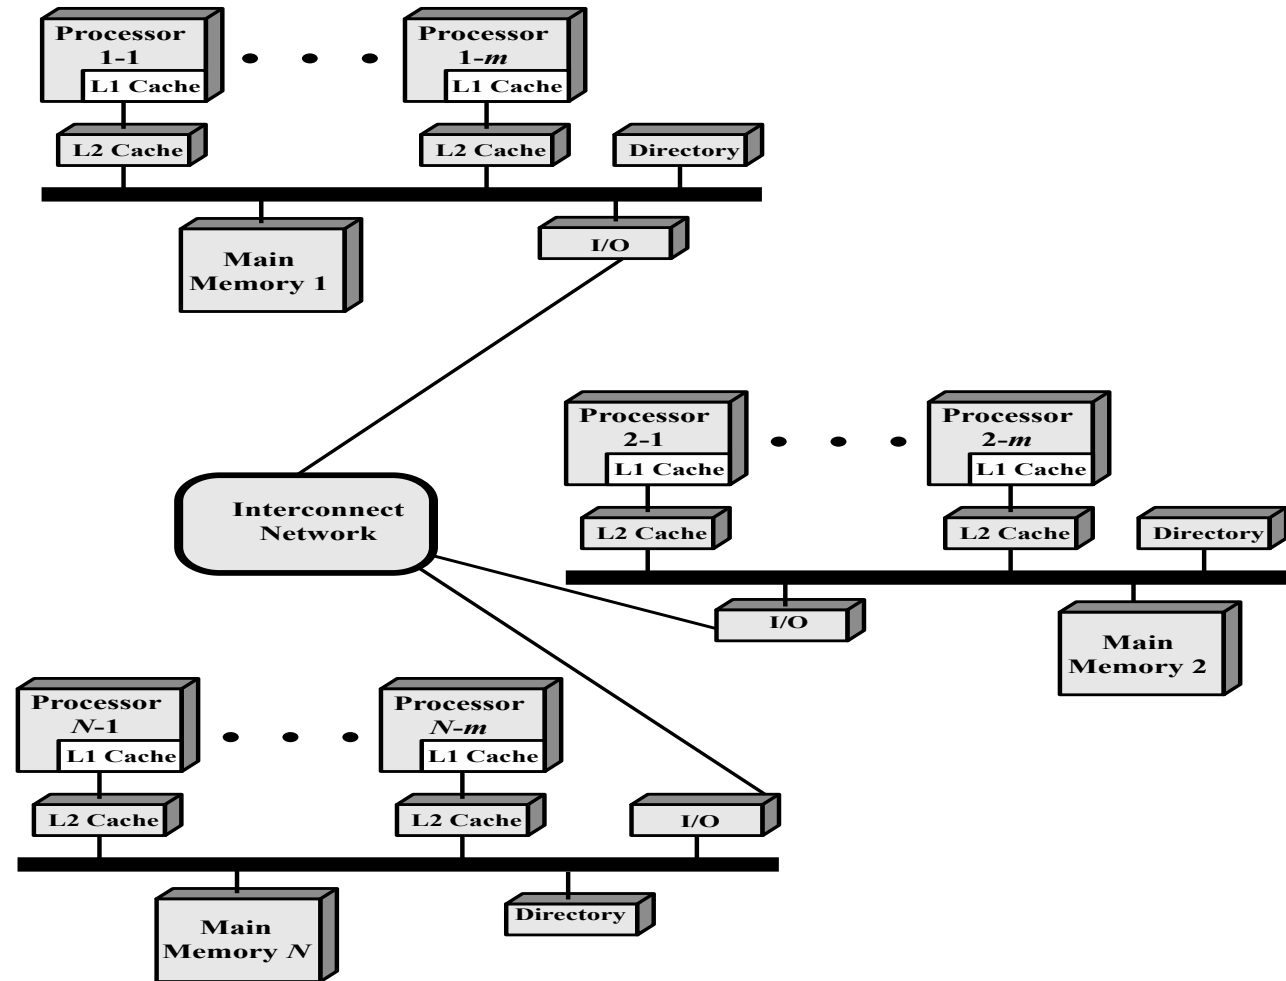 Processor
1-1
L1 Cache
L2 Cache
Processor
1-m
L1 Cache
L2 Cache
Directory
Main
Memory 1
I/O
Processor
2-1
L1 Cache
L2 Cache
Processor
2-m
L1 Cache
L2 Cache
Directory
I/O
Main
Memory 2
Interconnect
Network
Processor
N-1
L1 Cache
L2 Cache
Processor
N-m
L1 Cache
L2 Cache
I/O
Main
Memory N
Directory